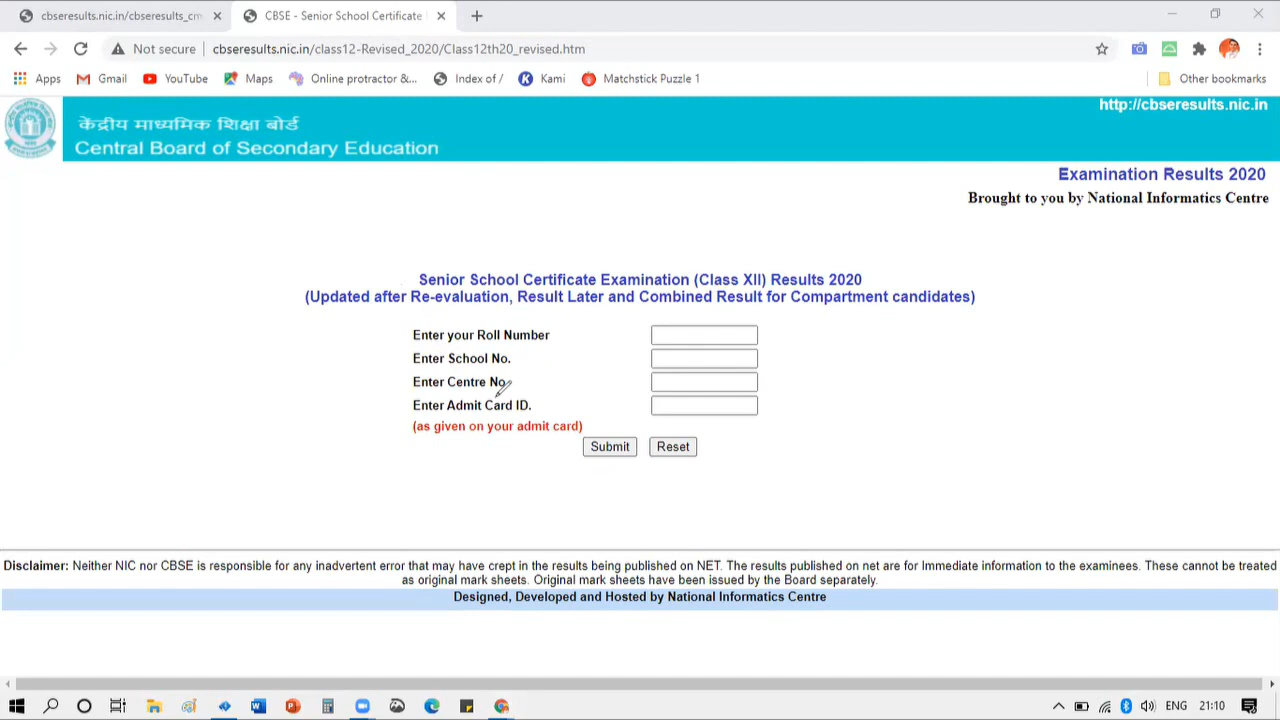 cbseresults.nic.in/cbseresults_cm
CBSE - Senior School Certificate
Not secure
cbseresults.nic.in/class12-Revised_2020/Class12th20_revised.htm
Apps
Gmail
YouTube
Maps
Online protractor &...
Index of /
Kami
Matchstick Puzzle 1
Other bookmarks
http://cbseresults.nic.in
केंद्रीय माध्यमिक शिक्षा बोर्ड
Central Board of Secondary Education
Examination Results 2020
Brought to you by National Informatics Centre
Senior School Certificate Examination (Class XII) Results 2020
(Updated after Re-evaluation, Result Later and Combined Result for Compartment candidates)
Enter your Roll Number
Enter School No.
Enter Centre No.
Enter Admit Card ID.
(as given on your admit card)
Submit
Reset
Disclaimer: Neither NIC nor CBSE is responsible for any inadvertent error that may have crept in the results being published on NET. The results published on net are for Immediate information to the examinees. These cannot be treated
as original mark sheets. Original mark sheets have been issued by the Board separately.
Designed, Developed and Hosted by National Informatics Centre
ENG
21:10